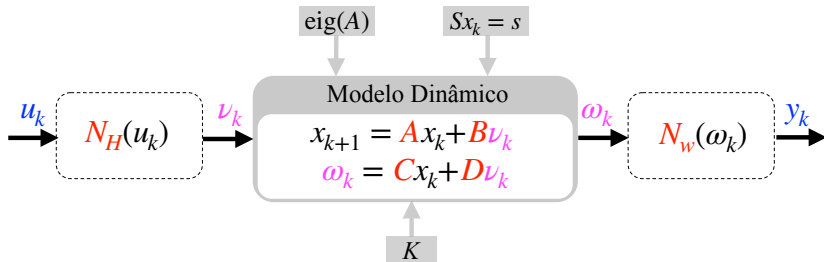 eig(A) Sx_k = s
u_k N_H(u_k) ν_k Modelo Dinâmico ω_k N_w(ω_k) y_k
x_{k+1} = Ax_k+Bν_k
ω_k = Cx_k+Dν_k
K